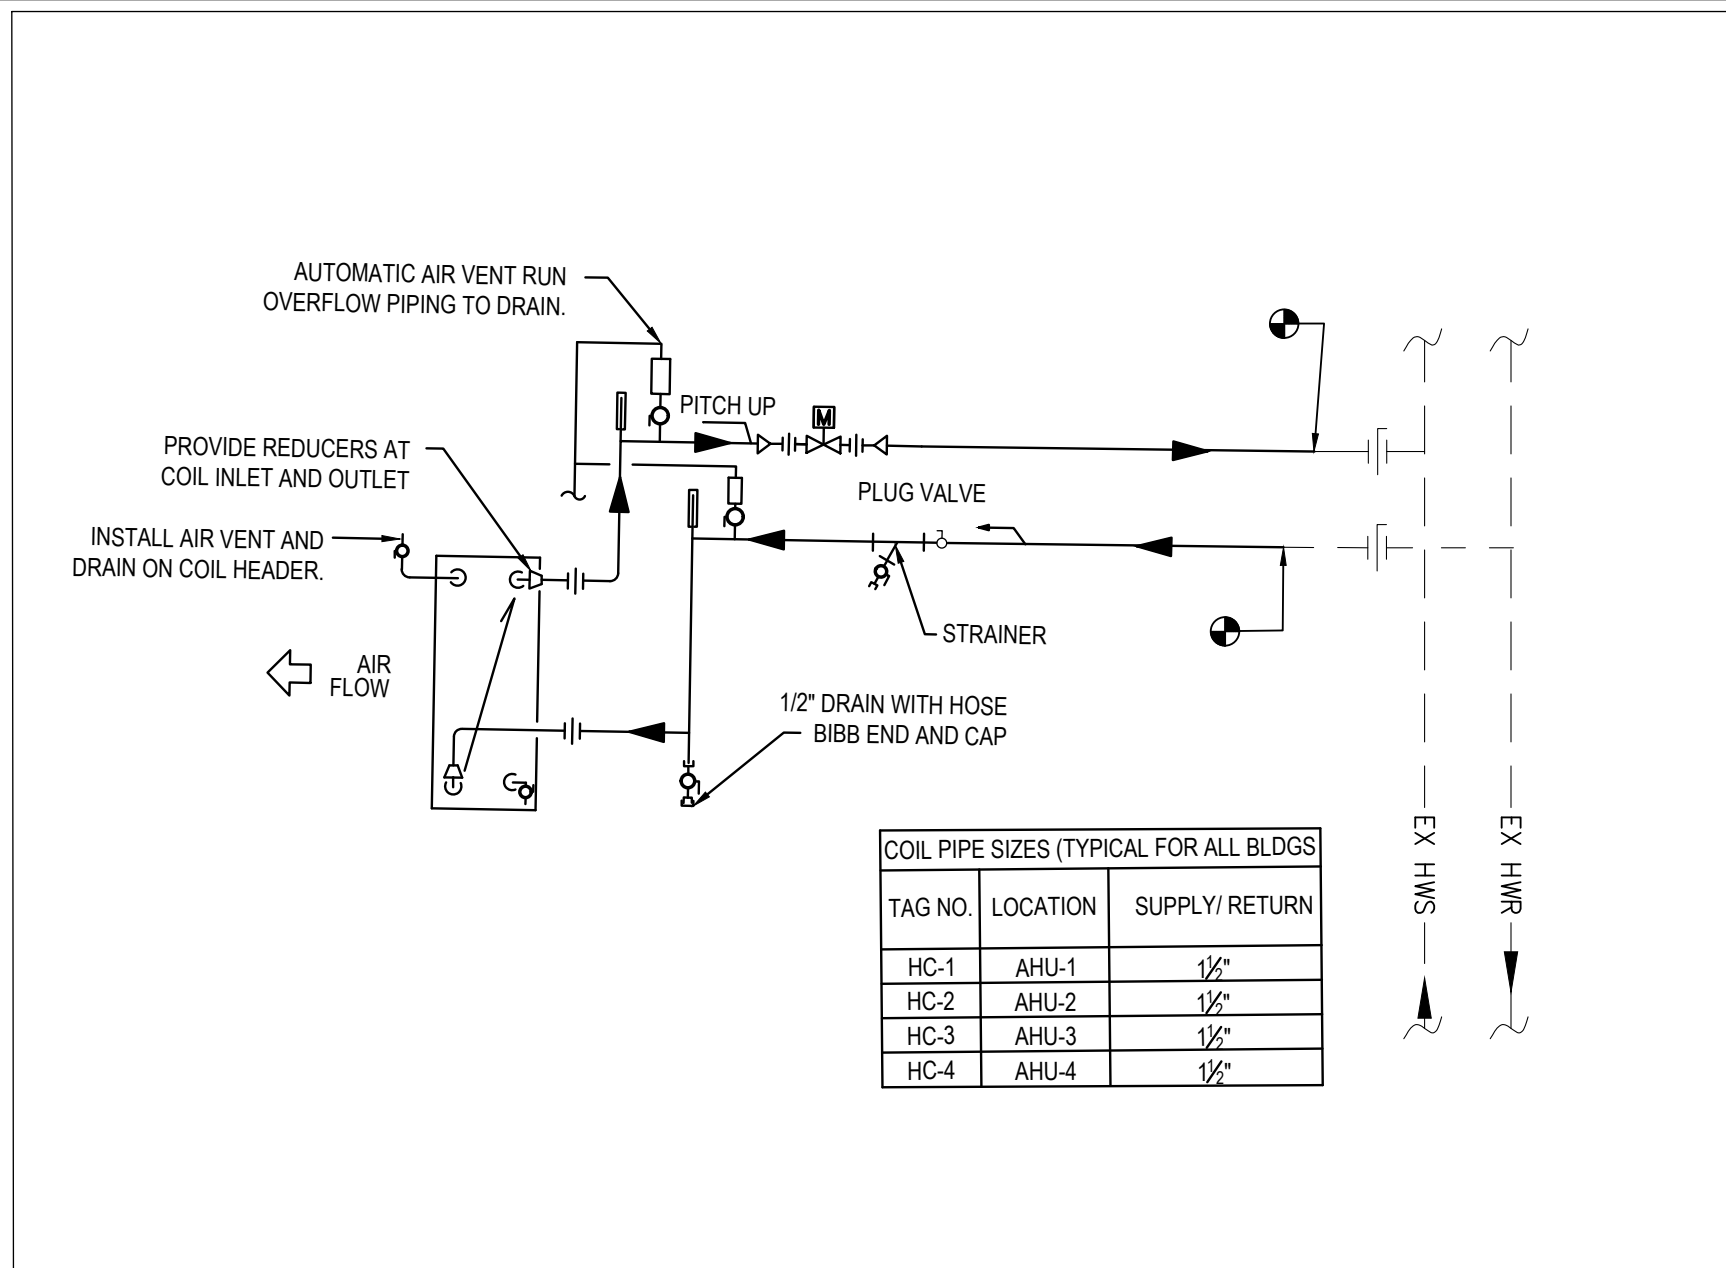 AUTOMATIC AIR VENT RUN
OVERFLOW PIPING TO DRAIN.
PITCH UP
M
PROVIDE REDUCERS AT
COIL INLET AND OUTLET
PLUG VALVE
INSTALL AIR VENT AND
DRAIN ON COIL HEADER.
STRAINER
AIR
FLOW
1/2" DRAIN WITH HOSE
BIBB END AND CAP
EX HWS
EX HWR
COIL PIPE SIZES (TYPICAL FOR ALL BLDGS
TAG NO. LOCATION SUPPLY/ RETURN
HC-1 AHU-1 1½"
HC-2 AHU-2 1½"
HC-3 AHU-3 1½"
HC-4 AHU-4 1½"